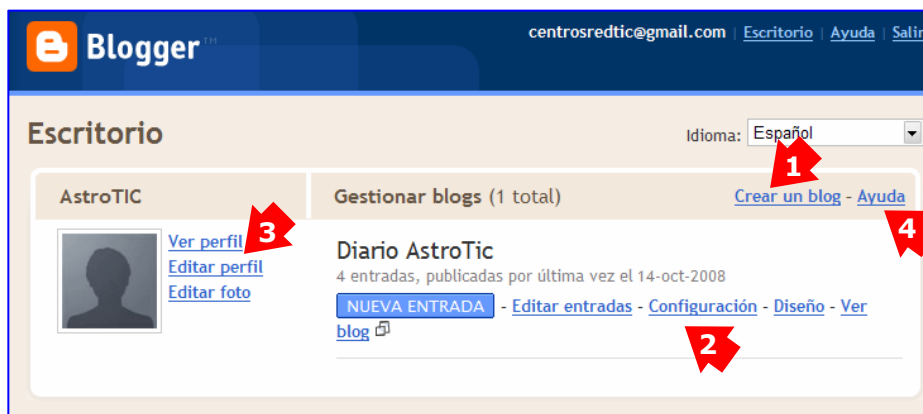 Blogger™
centrosredtic@gmail.com | Escritorio | Ayuda | Salir
Escritorio
Idioma: Español
1
AstroTIC
Gestionar blogs (1 total)
Crear un blog - Ayuda
3
4
Ver perfil
Editar perfil
Editar foto
Diario AstroTic
4 entradas, publicadas por última vez el 14-oct-2008
NUEVA ENTRADA - Editar entradas - Configuración - Diseño - Ver
blog
2